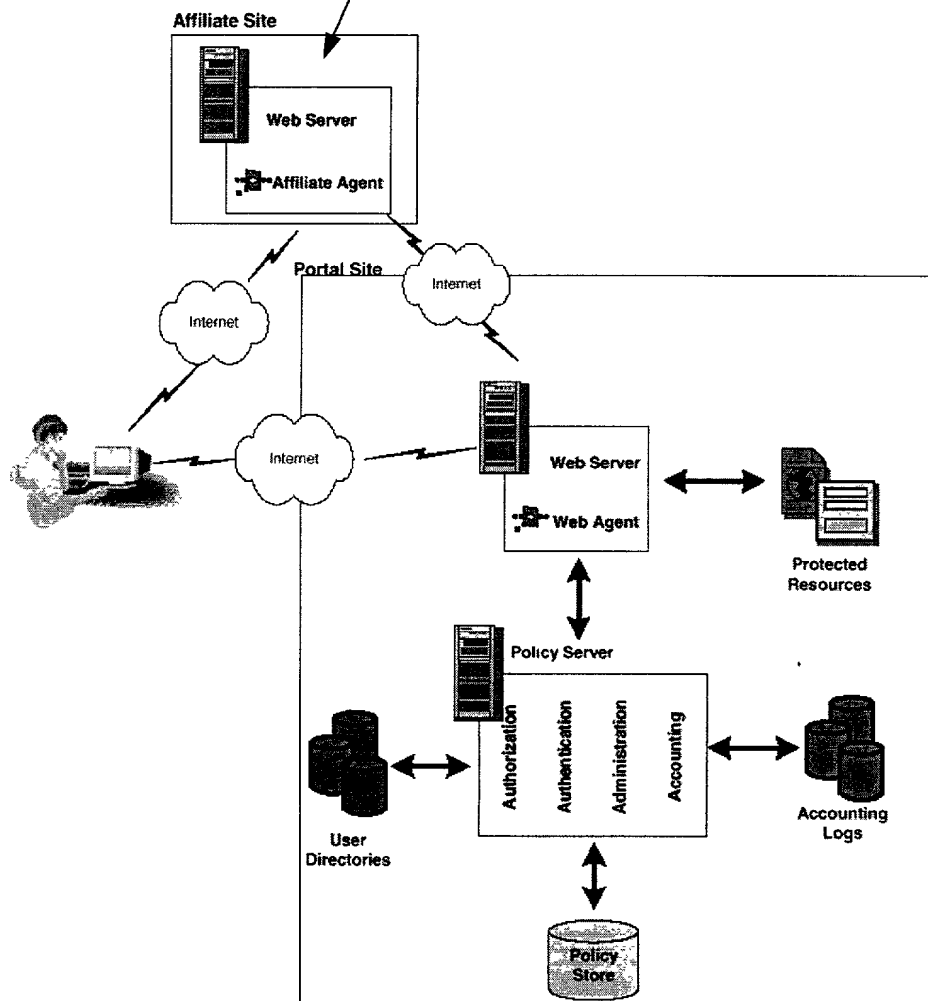 Affiliate Site
Web Server
Affiliate Agent
Portal Site
Internet
Internet
Internet
Web Server
Web Agent
Protected
Resources
Policy Server
Authorization
Authentication
Administration
Accounting
User
Directories
Accounting
Logs
Policy
Store